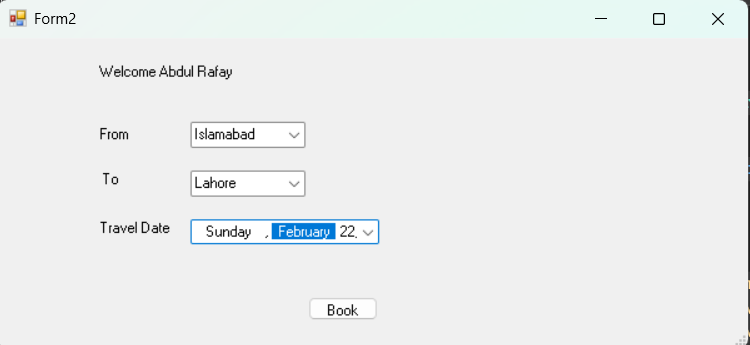 Form2
Welcome Abdul Rafay
From Islamabad
To Lahore
Travel Date Sunday , February 22,
Book